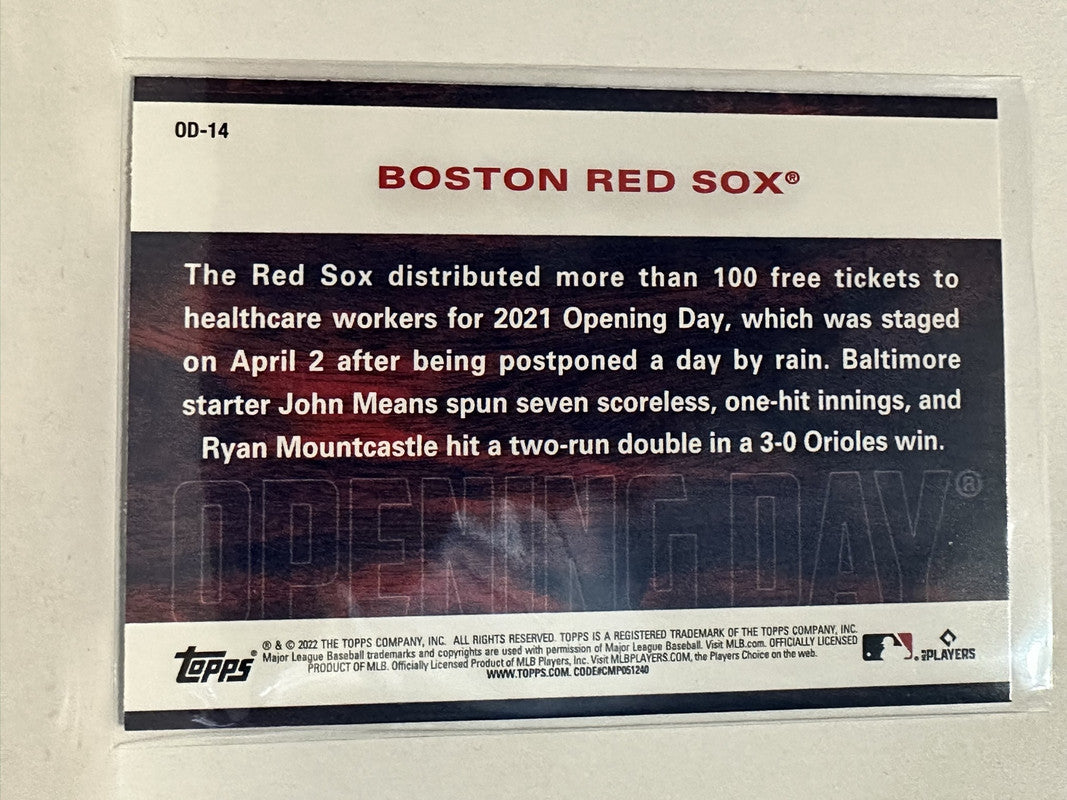 OD-14
BOSTON RED SOX®
The Red Sox distributed more than 100 free tickets to
healthcare workers for 2021 Opening Day, which was staged
on April 2 after being postponed a day by rain. Baltimore
starter John Means spun seven scoreless, one-hit innings, and
Ryan Mountcastle hit a two-run double in a 3-0 Orioles win.
OPENING DAY®
Topps®
® & © 2022 THE TOPPS COMPANY, INC. ALL RIGHTS RESERVED. TOPPS IS A REGISTERED TRADEMARK OF THE TOPPS COMPANY, INC.
Major League Baseball trademarks and copyrights are used with permission of Major League Baseball. Visit MLB.com. OFFICIALLY LICENSED
PRODUCT OF MLB. Officially Licensed Product of MLB Players, Inc. Visit MLBPLAYERS.COM, the Players Choice on the web.
WWW.TOPPS.COM. CODE#CMP051240
MLB PLAYERS